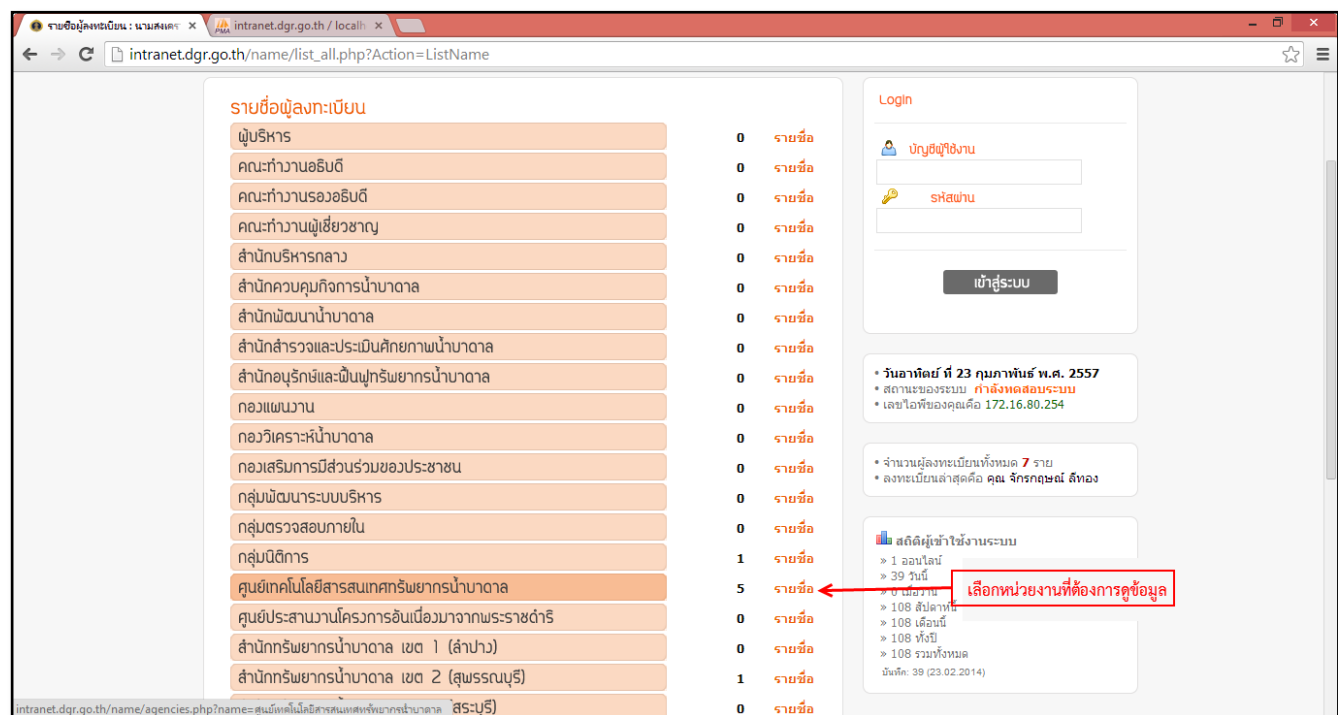 รายชื่อผู้ลงทะเบียน : นามสงเคร
intranet.dgr.go.th / localh
intranet.dgr.go.th/name/list_all.php?Action=ListName
รายชื่อผู้ลงทะเบียน
ผู้บริหาร 0 รายชื่อ
คณะทำงานอธิบดี 0 รายชื่อ
คณะทำงานรองอธิบดี 0 รายชื่อ
คณะทำงานผู้เชี่ยวชาญ 0 รายชื่อ
สำนักบริหารกลาง 0 รายชื่อ
สำนักควบคุมกิจการน้ำบาดาล 0 รายชื่อ
สำนักพัฒนาน้ำบาดาล 0 รายชื่อ
สำนักสำรวจและประเมินศักยภาพน้ำบาดาล 0 รายชื่อ
สำนักอนุรักษ์และฟื้นฟูทรัพยากรน้ำบาดาล 0 รายชื่อ
กองแผนงาน 0 รายชื่อ
กองวิเคราะห์น้ำบาดาล 0 รายชื่อ
กองเสริมการมีส่วนร่วมของประชาชน 0 รายชื่อ
กลุ่มพัฒนาระบบบริหาร 0 รายชื่อ
กลุ่มตรวจสอบภายใน 0 รายชื่อ
กลุ่มนิติการ 1 รายชื่อ
ศูนย์เทคโนโลยีสารสนเทศทรัพยากรน้ำบาดาล 5 รายชื่อ
ศูนย์ประสานงานโครงการอันเนื่องมาจากพระราชดำริ 0 รายชื่อ
สำนักทรัพยากรน้ำบาดาล เขต 1 (ลำปาง) 0 รายชื่อ
สำนักทรัพยากรน้ำบาดาล เขต 2 (สุพรรณบุรี) 1 รายชื่อ
สระบุรี) 0 รายชื่อ
intranet.dgr.go.th/name/agencies.php?name=ศูนย์เทคโนโลยีสารสนเทศทรัพยากรน้ำบาดาล
Login
บัญชีผู้ใช้งาน
รหัสผ่าน
เข้าสู่ระบบ
• วันอาทิตย์ ที่ 23 กุมภาพันธ์ พ.ศ. 2557
• สถานะของระบบ กำลังทดสอบระบบ
• เลขไอพีของคุณคือ 172.16.80.254
• จำนวนผู้ลงทะเบียนทั้งหมด 7 ราย
• ลงทะเบียนล่าสุดคือ คุณ จักรกฤษณ์ ลีทอง
สถิติผู้เข้าใช้งานระบบ
» 1 ออนไลน์
» 39 วันนี้
» 0 เมื่อวาน
เลือกหน่วยงานที่ต้องการดูข้อมูล
» 108 สัปดาห์นี้
» 108 เดือนนี้
» 108 ทั้งปี
» 108 รวมทั้งหมด
บันทึก: 39 (23.02.2014)